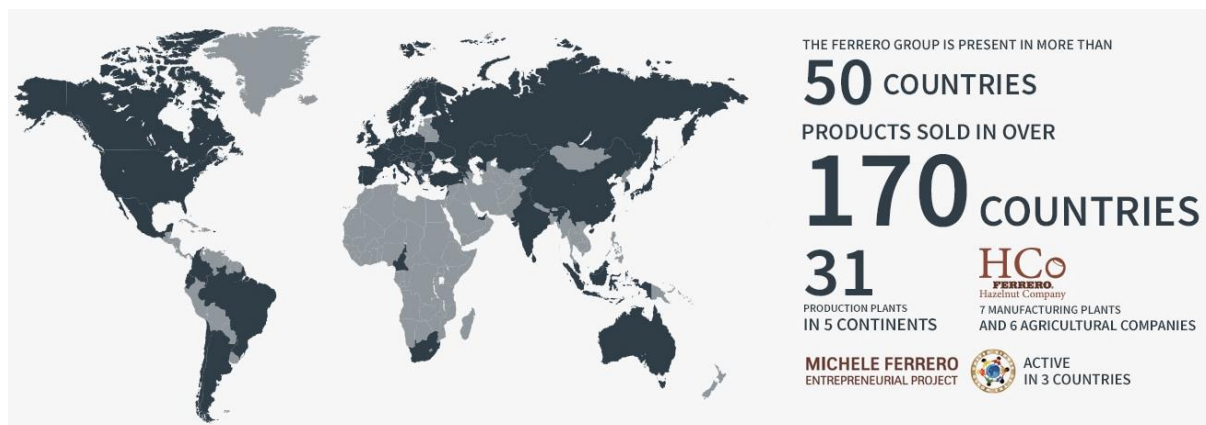 THE FERRERO GROUP IS PRESENT IN MORE THAN
50 COUNTRIES
PRODUCTS SOLD IN OVER
170 COUNTRIES
31
PRODUCTION PLANTS
IN 5 CONTINENTS
HCo
FERRERO
Hazelnut Company
7 MANUFACTURING PLANTS
AND 6 AGRICULTURAL COMPANIES
MICHELE FERRERO
ENTREPRENEURIAL PROJECT
ACTIVE
IN 3 COUNTRIES